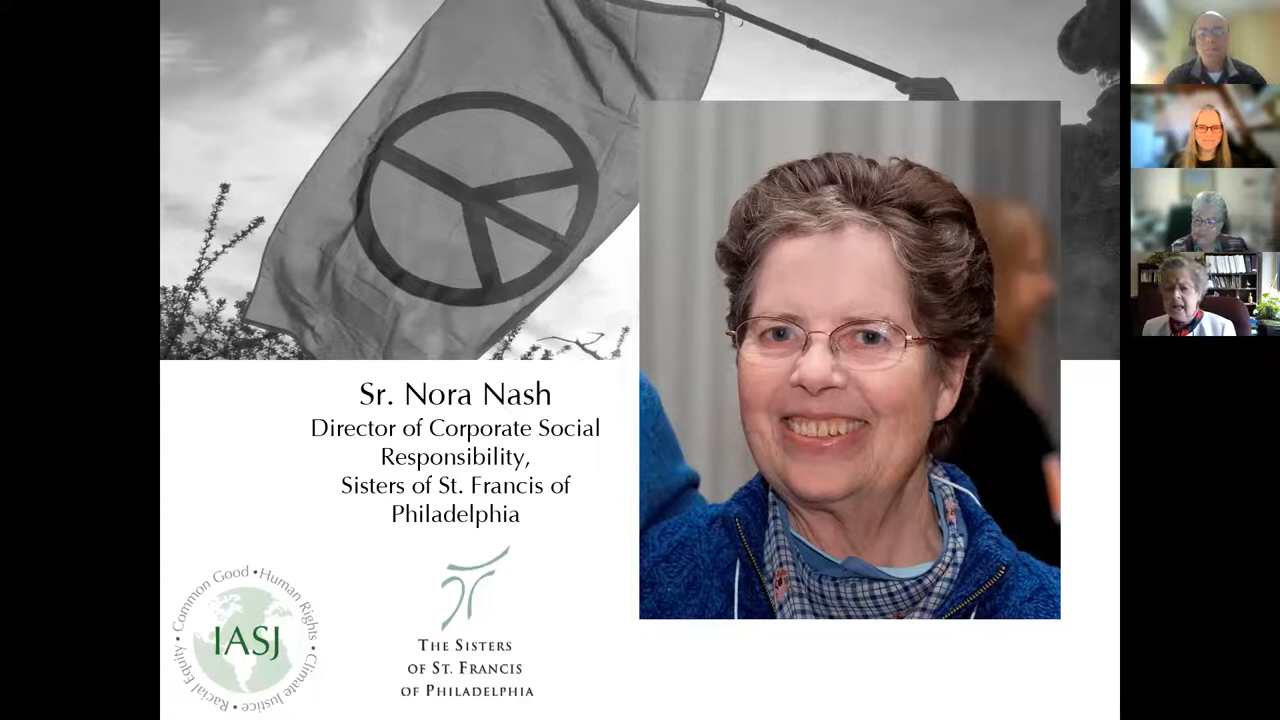 Sr. Nora Nash
Director of Corporate Social
Responsibility,
Sisters of St. Francis of
Philadelphia
Common Good • Human Rights • Climate Justice • Racial Equity •
IASJ
THE SISTERS
OF ST. FRANCIS
OF PHILADELPHIA